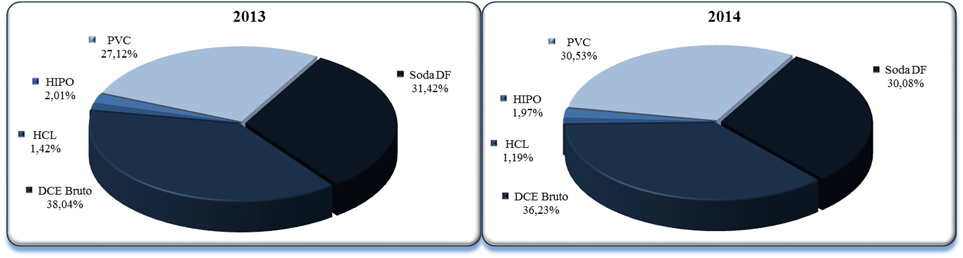 2013
PVC
27,12%
HIPO
2,01%
HCL
1,42%
DCE Bruto
38,04%
Soda DF
31,42%
2014
PVC
30,53%
HIPO
1,97%
HCL
1,19%
DCE Bruto
36,23%
Soda DF
30,08%